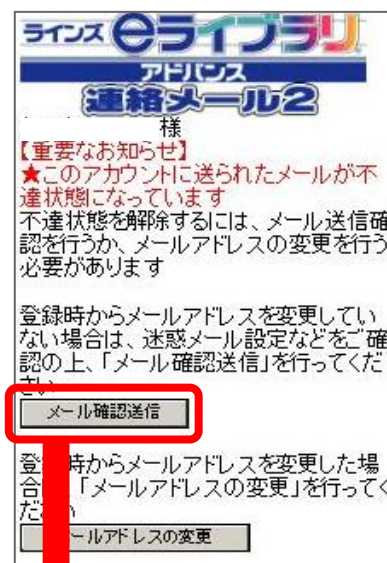 ラインズeライブラリ
アドバンス
連絡メール2
様
【重要なお知らせ】
★このアカウントに送られたメールが不
達状態になっています
不達状態を解除するには、メール送信確
認を行うか、メールアドレスの変更を行う
必要があります
登録時からメールアドレスを変更してい
ない場合は、迷惑メール設定などをご確
認の上、「メール確認送信」を行ってくだ
さい
メール確認送信
登 時からメールアドレスを変更した場
合 「メールアドレスの変更」を行ってく
だ い
ールアドレスの変更